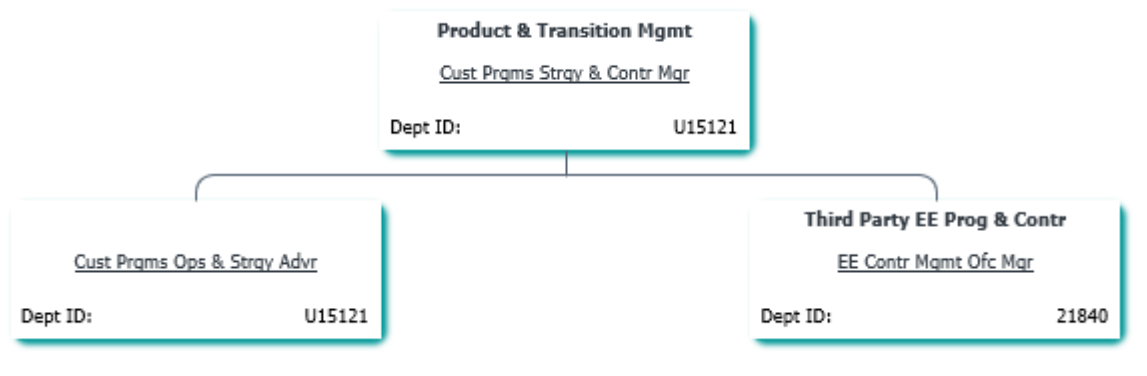 Product & Transition Mgmt
Cust Prgms Strgy & Contr Mgr
Dept ID: U15121
Cust Prgms Ops & Strgy Advr
Dept ID: U15121
Third Party EE Prog & Contr
EE Contr Mgmt Ofc Mgr
Dept ID: 21840